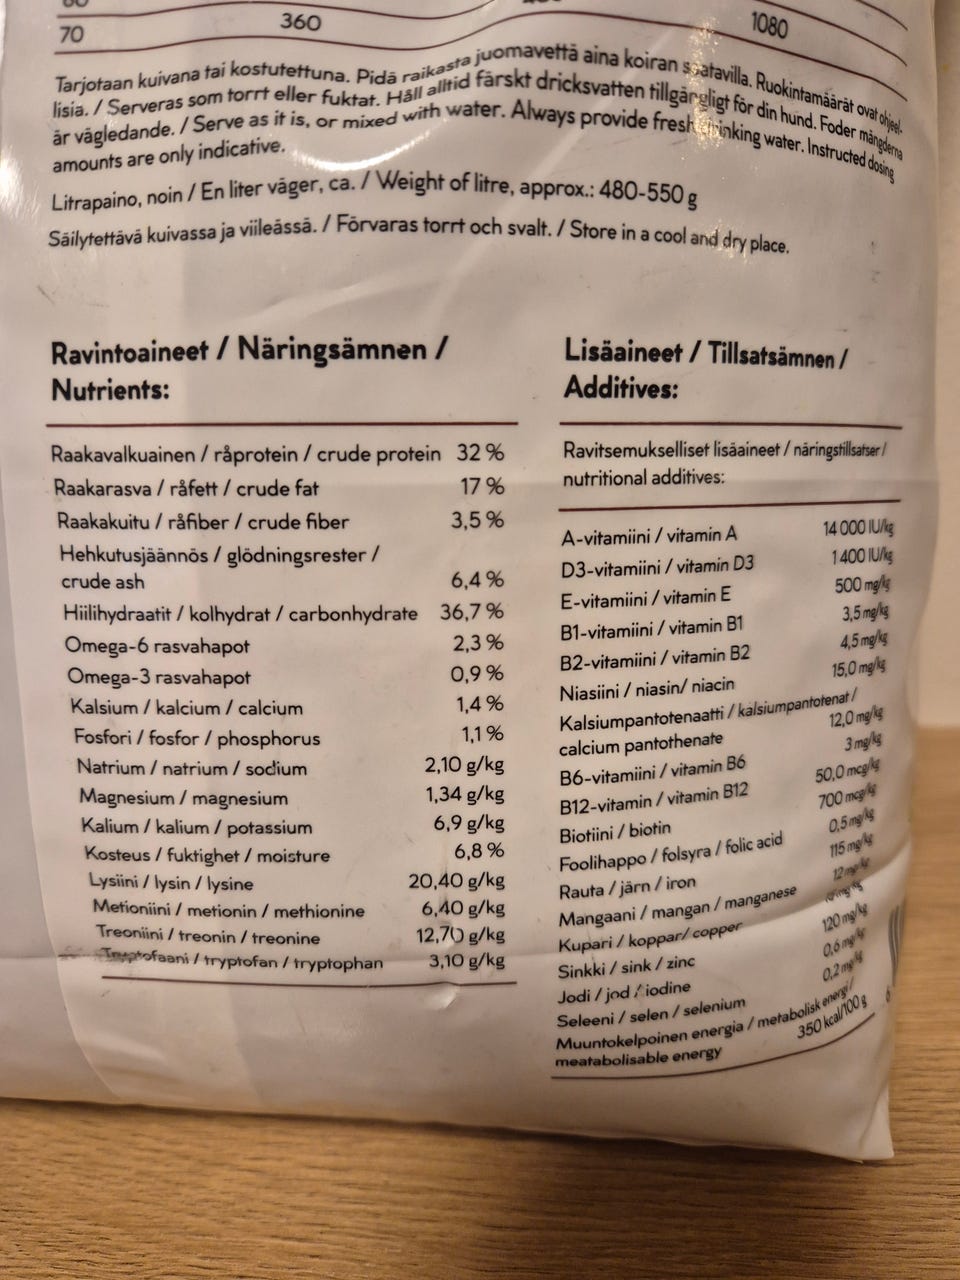 70 360 1080
Tarjotaan kuivana tai kostutettuna. Pidä raikasta juomavettä aina koiran saatavilla. Ruokintamäärät ovat ohjeel-
lisia. / Serveras som torrt eller fuktat. Håll alltid färskt dricksvatten tillgängligt för din hund. Foder mängderna
är vägledande. / Serve as it is, or mixed with water. Always provide fresh drinking water. Instructed dosing
amounts are only indicative.
Litrapaino, noin / En liter väger, ca. / Weight of litre, approx.: 480-550 g
Säilytettävä kuivassa ja viileässä. / Förvaras torrt och svalt. / Store in a cool and dry place.
Ravintoaineet / Näringsämnen /
Nutrients:
Raakavalkuainen / råprotein / crude protein 32 %
Raakarasva / råfett / crude fat 17 %
Raakakuitu / råfiber / crude fiber 3,5 %
Hehkutusjäännös / glödningsrester /
crude ash 6,4 %
Hiilihydraatit / kolhydrat / carbonhydrate 36,7 %
Omega-6 rasvahapot 2,3 %
Omega-3 rasvahapot 0,9 %
Kalsium / kalcium / calcium 1,4 %
Fosfori / fosfor / phosphorus 1,1 %
Natrium / natrium / sodium 2,10 g/kg
Magnesium / magnesium 1,34 g/kg
Kalium / kalium / potassium 6,9 g/kg
Kosteus / fuktighet / moisture 6,8 %
Lysiini / lysin / lysine 20,40 g/kg
Metioniini / metionin / methionine 6,40 g/kg
Treoniini / treonin / treonine 12,70 g/kg
Tryptofaani / tryptofan / tryptophan 3,10 g/kg
Lisäaineet / Tillsatsämnen /
Additives:
Ravitsemukselliset lisäaineet / näringstillsatser /
nutritional additives:
A-vitamiini / vitamin A 14 000 IU/kg
D3-vitamiini / vitamin D3 1 400 IU/kg
E-vitamiini / vitamin E 500 mg/kg
B1-vitamiini / vitamin B1 3,5 mg/kg
B2-vitamiini / vitamin B2 4,5 mg/kg
Niasiini / niasin/ niacin 15,0 mg/kg
Kalsiumpantotenaatti / kalsiumpantotenat /
calcium pantothenate 12,0 mg/kg
B6-vitamiini / vitamin B6 3 mg/kg
B12-vitamin / vitamin B12 50,0 mcg/kg
Biotiini / biotin 700 mcg/kg
Foolihappo / folsyra / folic acid 0,5 mg/kg
Rauta / järn / iron 115 mg/kg
Mangaani / mangan / manganese 12 mg/kg
Kupari / koppar/ copper mg/kg
Sinkki / sink / zinc 120 mg/kg
Jodi / jod / iodine 0,6 mg/kg
Seleeni / selen / selenium 0,2 mg/kg
Muuntokelpoinen energia / metabolisk energi /
meatabolisable energy 350 kcal/100 g